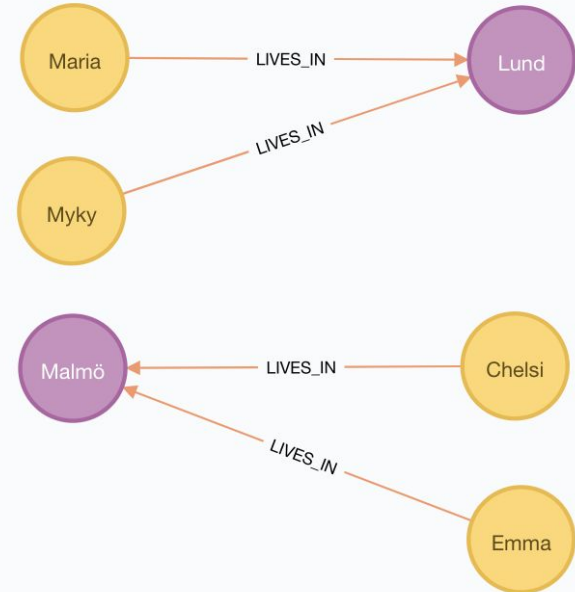 Maria
LIVES_IN
Lund
LIVES_IN
Myky
Malmö
LIVES_IN
Chelsi
LIVES_IN
Emma